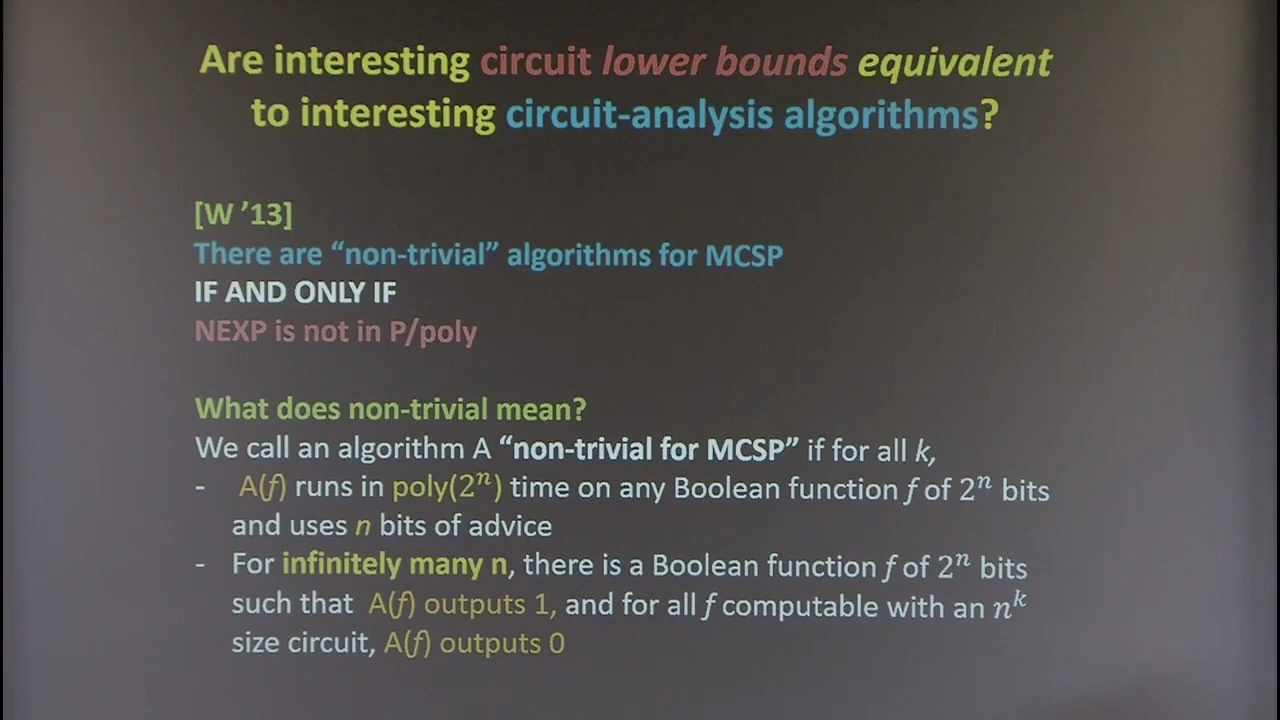 Are interesting circuit lower bounds equivalent
to interesting circuit-analysis algorithms?
[W ’13]
There are “non-trivial” algorithms for MCSP
IF AND ONLY IF
NEXP is not in P/poly
What does non-trivial mean?
We call an algorithm A “non-trivial for MCSP” if for all k,
- A(f) runs in poly(2ⁿ) time on any Boolean function f of 2ⁿ bits
and uses n bits of advice
- For infinitely many n, there is a Boolean function f of 2ⁿ bits
such that A(f) outputs 1, and for all f computable with an nᵏ
size circuit, A(f) outputs 0